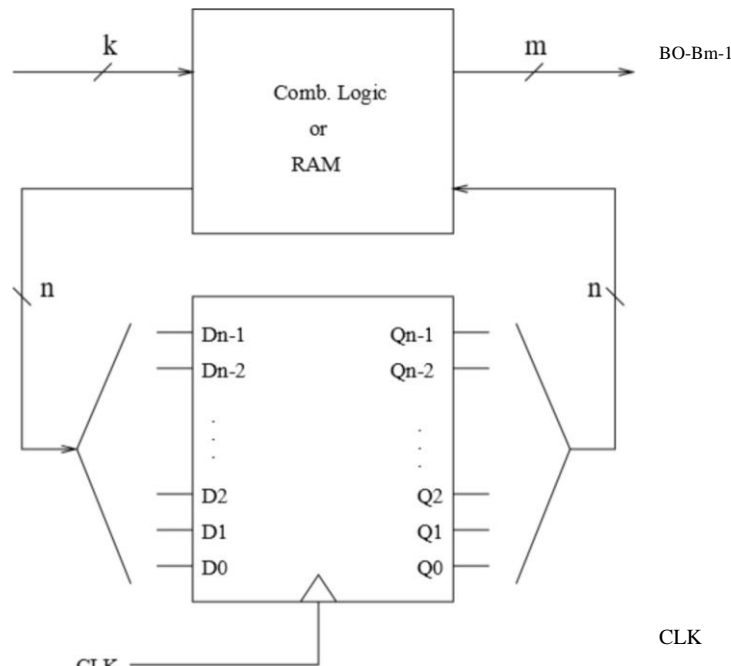 k
m
BO-Bm-1
Comb. Logic
or
RAM
n
n
Dn-1
Qn-1
Dn-2
Qn-2
D2
Q2
D1
Q1
D0
Q0
CLK
CLK